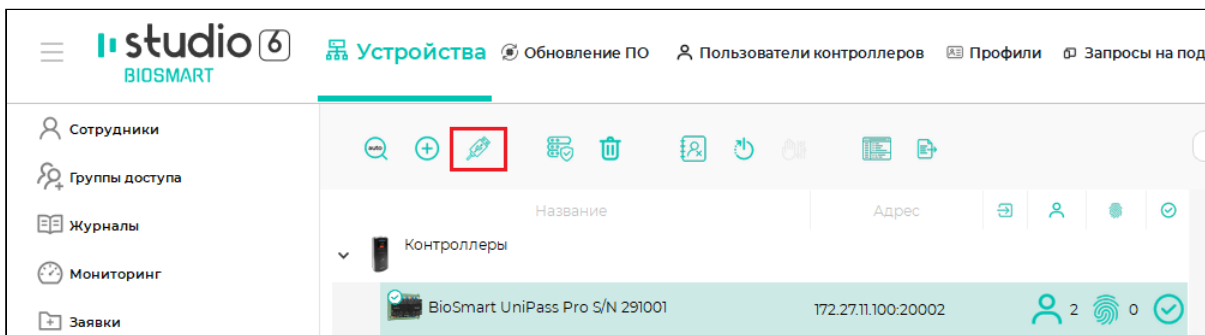 studio 6
BIOSMART
Устройства Обновление ПО Пользователи контроллеров Профили Запросы на под
Сотрудники
auto
Группы доступа
Название Адрес
Журналы
Контроллеры
Мониторинг
BioSmart UniPass Pro S/N 291001 172.27.11.100:20002 2 0
Заявки